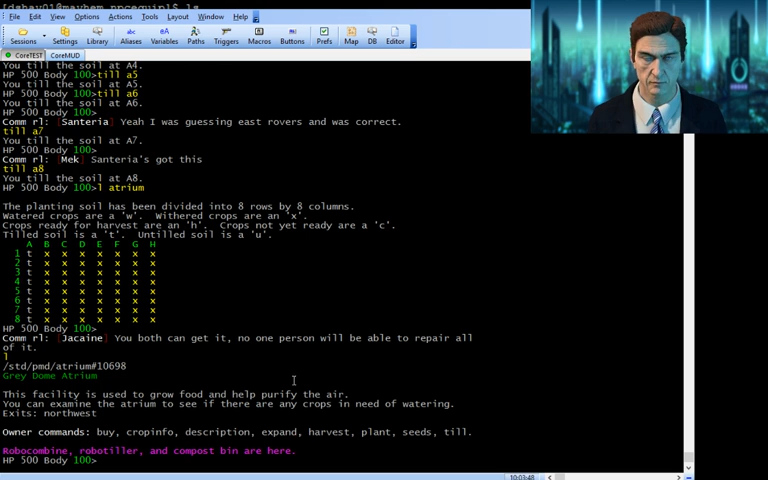 [dshav01@mayhem npcequip]$ ls
File Edit View Options Actions Tools Layout Window Help
Sessions Settings Library Aliases Variables Paths Triggers Macros Buttons Prefs Map DB Editor
CoreTEST CoreMUD
You till the soil at A4.
HP 500 Body 100>till a5
You till the soil at A5.
HP 500 Body 100>till a6
You till the soil at A6.
HP 500 Body 100>
Comm rl: [Santeria] Yeah I was guessing east rovers and was correct.
till a7
You till the soil at A7.
HP 500 Body 100>
Comm rl: [Mek] Santeria's got this
till a8
You till the soil at A8.
HP 500 Body 100>l atrium
The planting soil has been divided into 8 rows by 8 columns.
Watered crops are a 'w'. Withered crops are an 'x'.
Crops ready for harvest are an 'h'. Crops not yet ready are a 'c'.
Tilled soil is a 't'. Untilled soil is a 'u'.
A B C D E F G H
1 t x x x x x x x
2 t x x x x x x x
3 t x x x x x x x
4 t x x x x x x x
5 t x x x x x x x
6 t x x x x x x x
7 t x x x x x x x
8 t x x x x x x x
HP 500 Body 100>
Comm rl: [Jacaine] You both can get it, no one person will be able to repair all
of it.
l
/std/pmd/atrium#10698
Grey Dome Atrium
This facility is used to grow food and help purify the air.
You can examine the atrium to see if there are any crops in need of watering.
Exits: northwest
Owner commands: buy, cropinfo, description, expand, harvest, plant, seeds, till.
Robocombine, robotiller, and compost bin are here.
HP 500 Body 100>
10:03:48